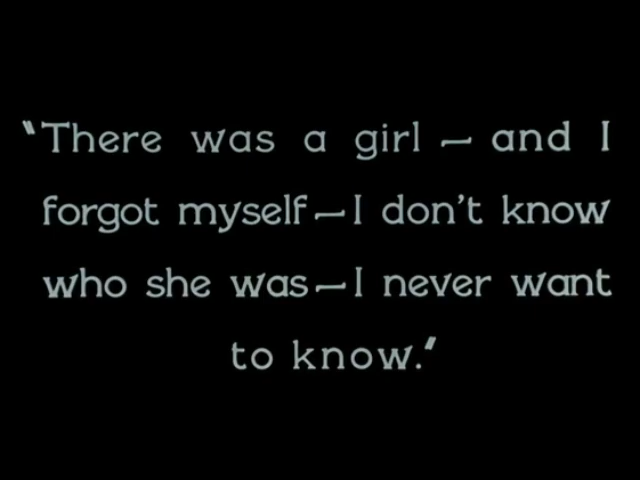 "There was a girl — and I
forgot myself — I don't know
who she was — I never want
to know."